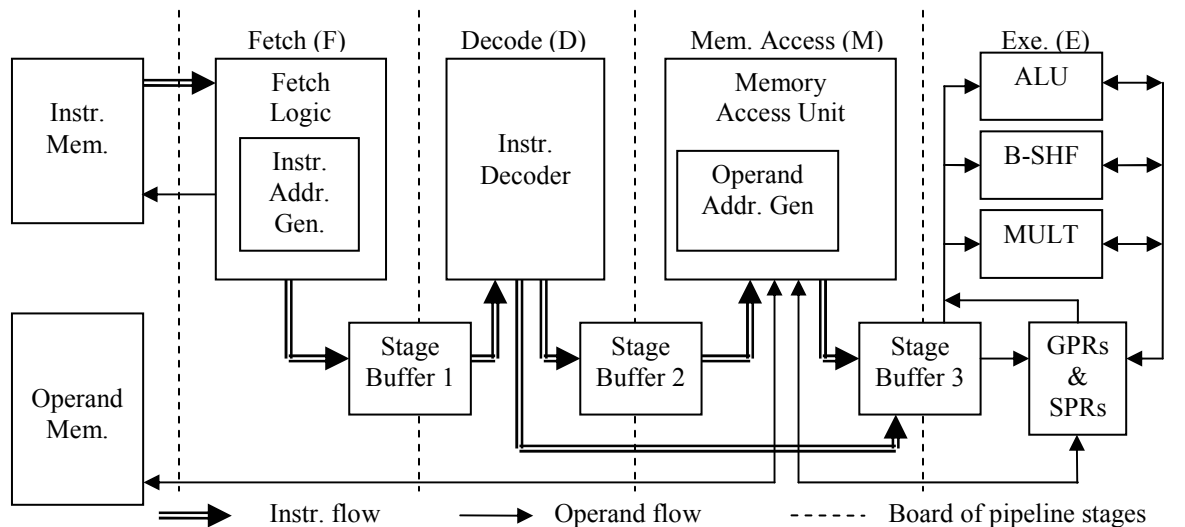 Fetch (F)
Decode (D)
Mem. Access (M)
Exe. (E)
Instr.
Mem.
Fetch
Logic
Instr.
Addr.
Gen.
Instr.
Decoder
Memory
Access Unit
Operand
Addr. Gen
ALU
B-SHF
MULT
Operand
Mem.
Stage
Buffer 1
Stage
Buffer 2
Stage
Buffer 3
GPRs
&
SPRs
Instr. flow
Operand flow
Board of pipeline stages